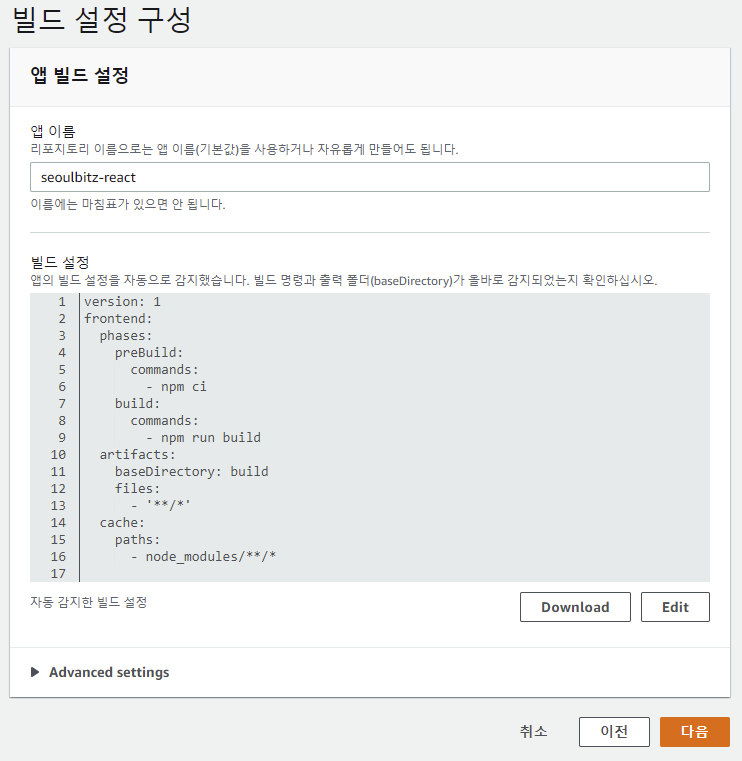 빌드 설정 구성
앱 빌드 설정
앱 이름
리포지토리 이름으로는 앱 이름(기본값)을 사용하거나 자유롭게 만들어도 됩니다.
seoulbitz-react
이름에는 마침표가 있으면 안 됩니다.
빌드 설정
앱의 빌드 설정을 자동으로 감지했습니다. 빌드 명령과 출력 폴더(baseDirectory)가 올바로 감지되었는지 확인하십시오.
1 version: 1
2 frontend:
3   phases:
4     preBuild:
5       commands:
6         - npm ci
7     build:
8       commands:
9         - npm run build
10   artifacts:
11     baseDirectory: build
12     files:
13       - '**/*'
14   cache:
15     paths:
16       - node_modules/**/*
17
자동 감지한 빌드 설정
Download Edit
Advanced settings
취소 이전 다음